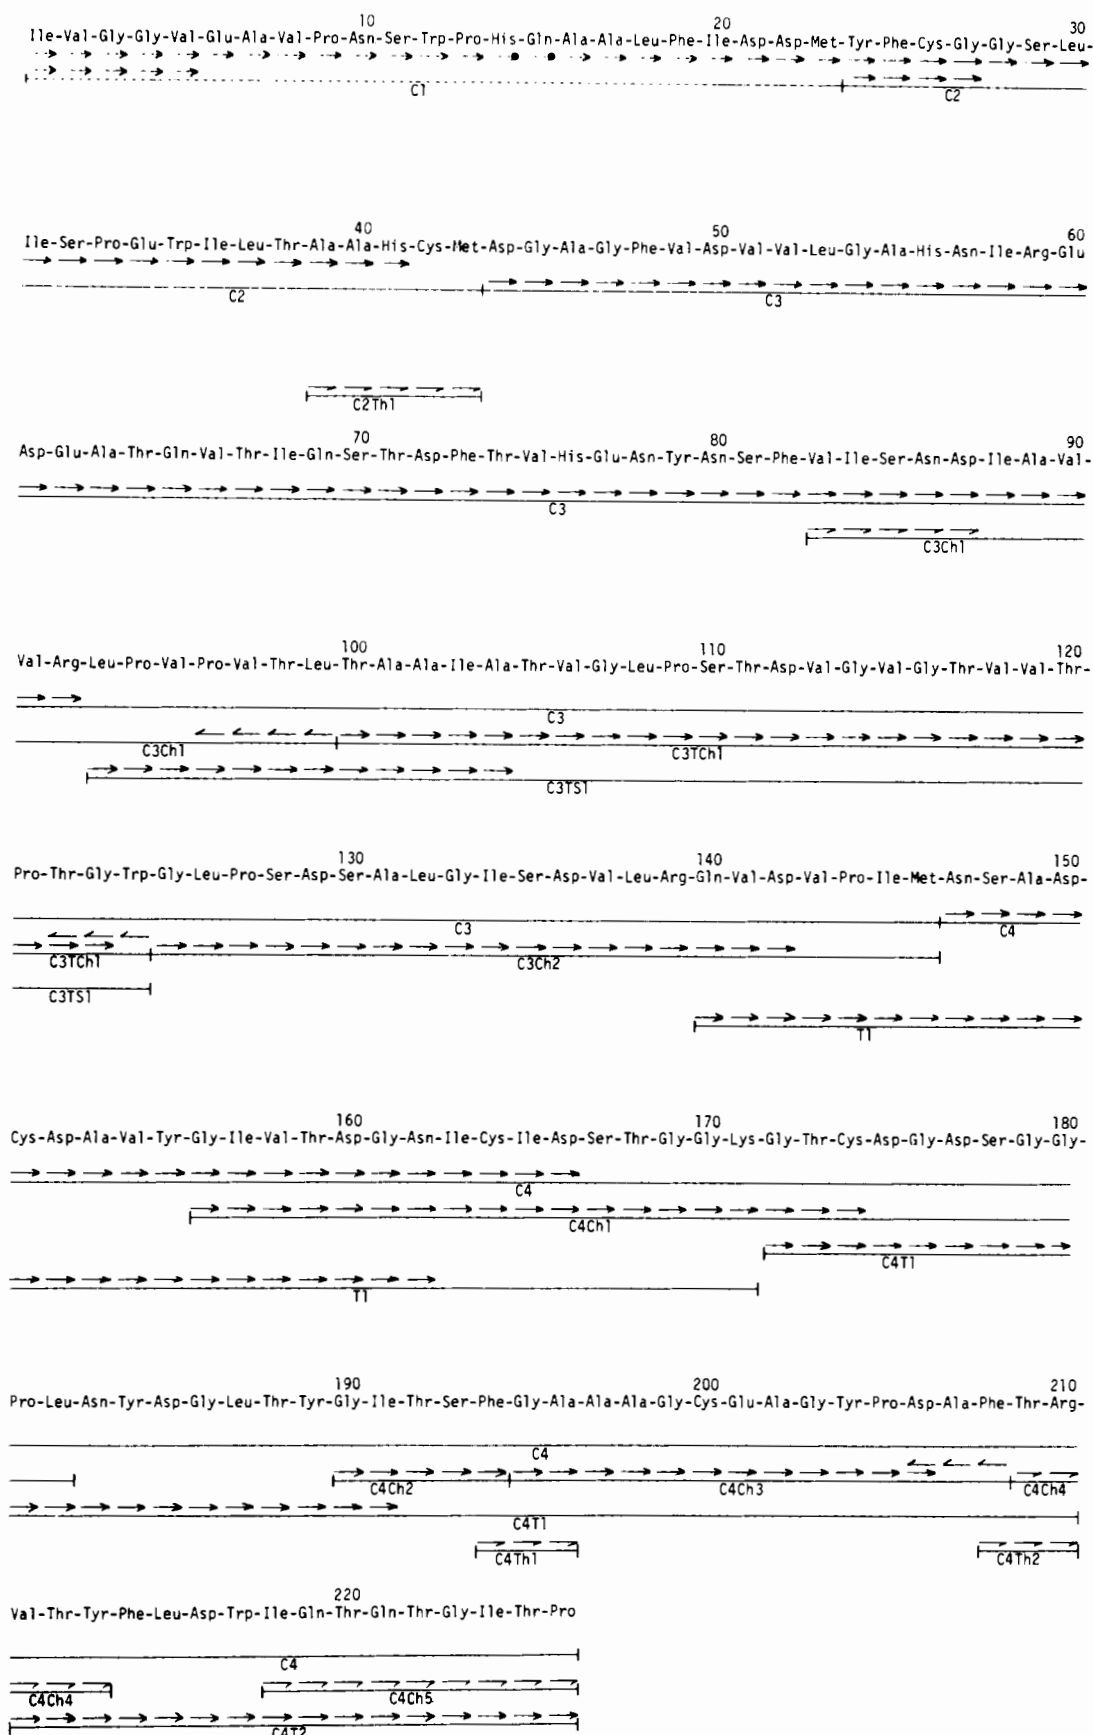 10 20 30
Ile-Val-Gly-Gly-Val-Glu-Ala-Val-Pro-Asn-Ser-Trp-Pro-His-Gln-Ala-Ala-Leu-Phe-Ile-Asp-Asp-Met-Tyr-Phe-Cys-Gly-Gly-Ser-Leu-
C1 C2
40 50 60
Ile-Ser-Pro-Glu-Trp-Ile-Leu-Thr-Ala-Ala-His-Cys-Met-Asp-Gly-Ala-Gly-Phe-Val-Asp-Val-Val-Leu-Gly-Ala-His-Asn-Ile-Arg-Glu
C2 C3
C2Th1
70 80 90
Asp-Glu-Ala-Thr-Gln-Val-Thr-Ile-Gln-Ser-Thr-Asp-Phe-Thr-Val-His-Glu-Asn-Tyr-Asn-Ser-Phe-Val-Ile-Ser-Asn-Asp-Ile-Ala-Val-
C3
C3Ch1
100 110 120
Val-Arg-Leu-Pro-Val-Pro-Val-Thr-Leu-Thr-Ala-Ala-Ile-Ala-Thr-Val-Gly-Leu-Pro-Ser-Thr-Asp-Val-Gly-Val-Gly-Thr-Val-Val-Thr-
C3
C3Ch1 C3TCh1
C3TS1
130 140 150
Pro-Thr-Gly-Trp-Gly-Leu-Pro-Ser-Asp-Ser-Ala-Leu-Gly-Ile-Ser-Asp-Val-Leu-Arg-Gln-Val-Asp-Val-Pro-Ile-Met-Asn-Ser-Ala-Asp-
C3 C4
C3TCh1 C3Ch2
C3TS1
T1
160 170 180
Cys-Asp-Ala-Val-Tyr-Gly-Ile-Val-Thr-Asp-Gly-Asn-Ile-Cys-Ile-Asp-Ser-Thr-Gly-Gly-Lys-Gly-Thr-Cys-Asp-Gly-Asp-Ser-Gly-Gly-
C4
C4Ch1
C4T1
T1
190 200 210
Pro-Leu-Asn-Tyr-Asp-Gly-Leu-Thr-Tyr-Gly-Ile-Thr-Ser-Phe-Gly-Ala-Ala-Ala-Gly-Cys-Glu-Ala-Gly-Tyr-Pro-Asp-Ala-Phe-Thr-Arg-
C4
C4Ch2 C4Ch3 C4Ch4
C4T1
C4Th1 C4Th2
220
Val-Thr-Tyr-Phe-Leu-Asp-Trp-Ile-Gln-Thr-Gln-Thr-Gly-Ile-Thr-Pro
C4
C4Ch4 C4Ch5
C4T2